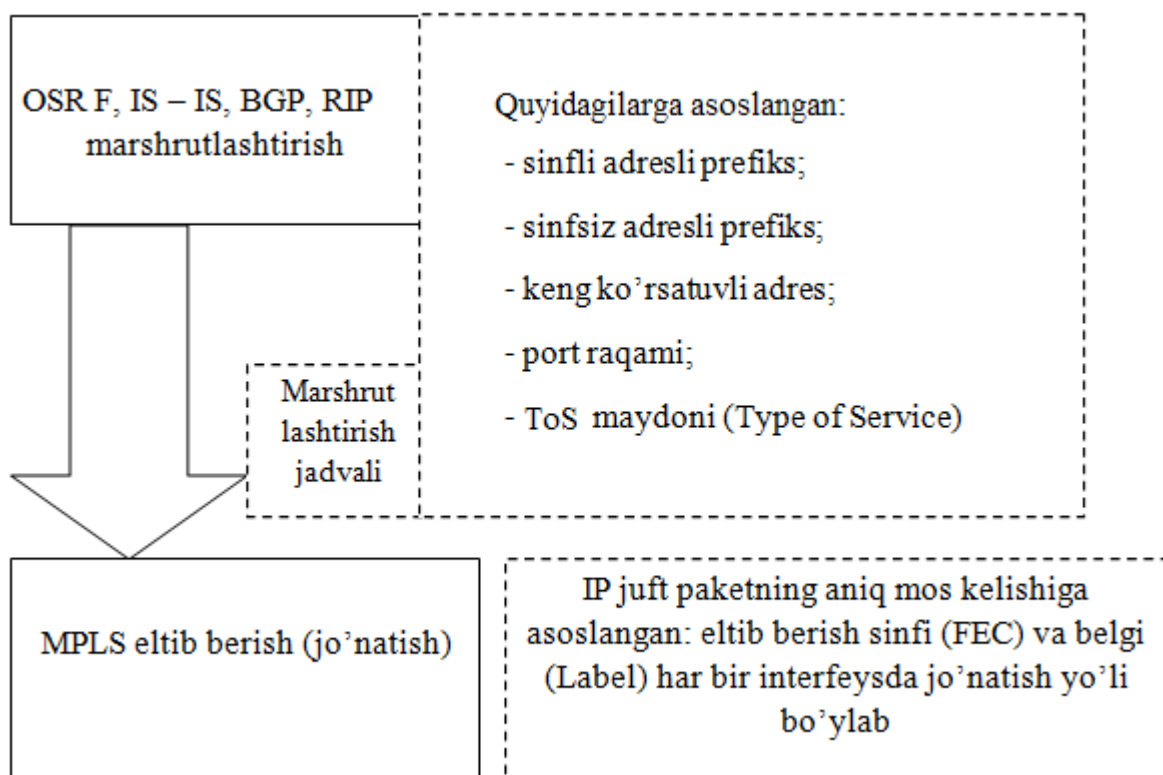 OSR F, IS – IS, BGP, RIP
marshrutlashtirish
Quyidagilarga asoslangan:
- sinfli adresli prefiks;
- sinfsiz adresli prefiks;
- keng ko’rsatuvli adres;
- port raqami;
- ToS maydoni (Type of Service)
Marshrut
lashtirish
jadvali
MPLS eltib berish (jo’natish)
IP juft paketning aniq mos kelishiga
asoslangan: eltib berish sinfi (FEC) va belgi
(Label) har bir interfeysda jo’natish yo’li
bo’ylab